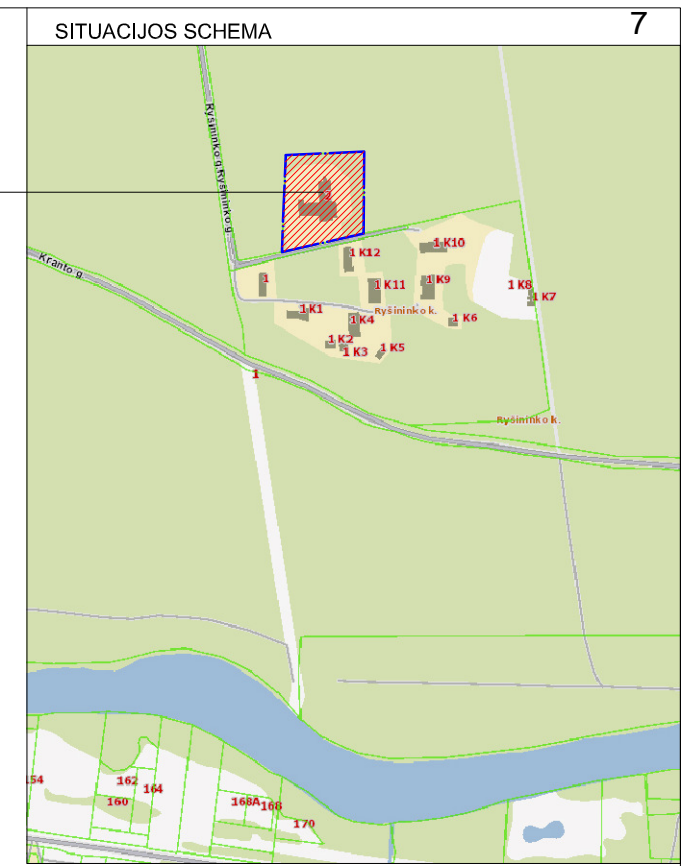 SITUACIJOS SCHEMA
7
Ryšininko g.
Ryšininko g.
2
Kranto g
1 K12
1 K10
1
1 K11
1 K9
1 K8
1 K7
1 K1
Ryšininko k.
1 K4
1 K6
1 K2
1 K3
1 K5
1
Ryšininko k.
154
162
164
160
168A
168
170